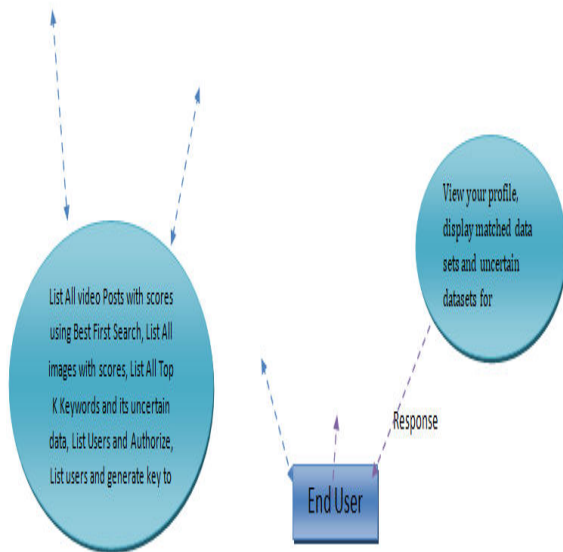 List All video Posts with scores
using Best First Search, List All
images with scores, List All Top
K Keywords and its uncertain
data, List Users and Authorize,
List users and generate key to
View your profile,
display matched data
sets and uncertain
datasets for
Response
End User